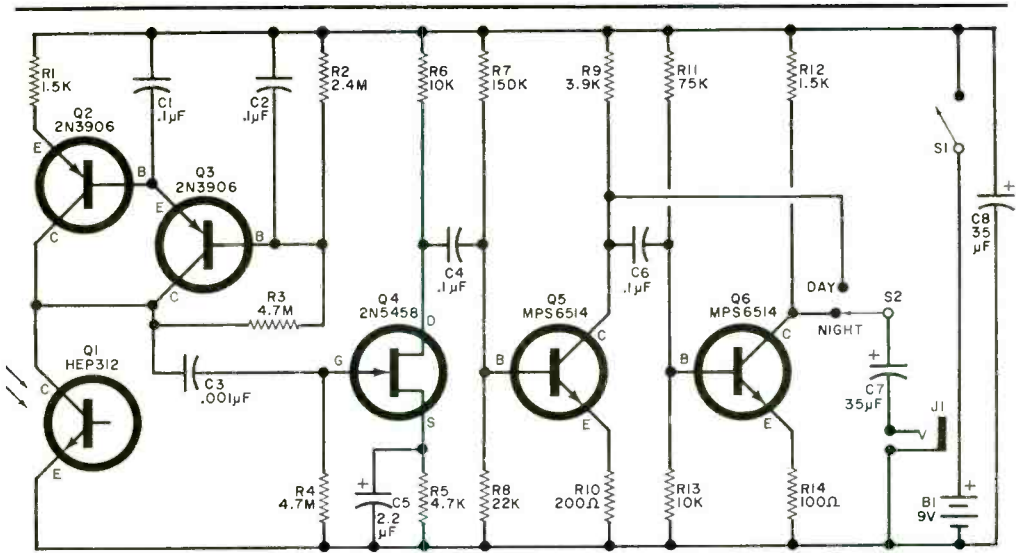 R1
1.5K
C1
.1µF
C2
.1µF
R2
2.4M
R6
10K
R7
150K
R9
3.9K
R11
75K
R12
1.5K
Q2
2N3906
E
B
C
Q3
2N3906
E
B
C
S1
+
C8
35
µF
C4
.1µF
C6
.1µF
DAY
S2
NIGHT
R3
4.7M
Q4
2N5458
D
G
S
Q5
MPS6514
C
B
E
Q6
MPS6514
C
B
E
Q1
HEP312
C
E
C3
.001µF
+
C7
35µF
J1
R4
4.7M
+
C5
2.2
µF
R5
4.7K
R8
22K
R10
200Ω
R13
10K
R14
100Ω
B1
9V
+